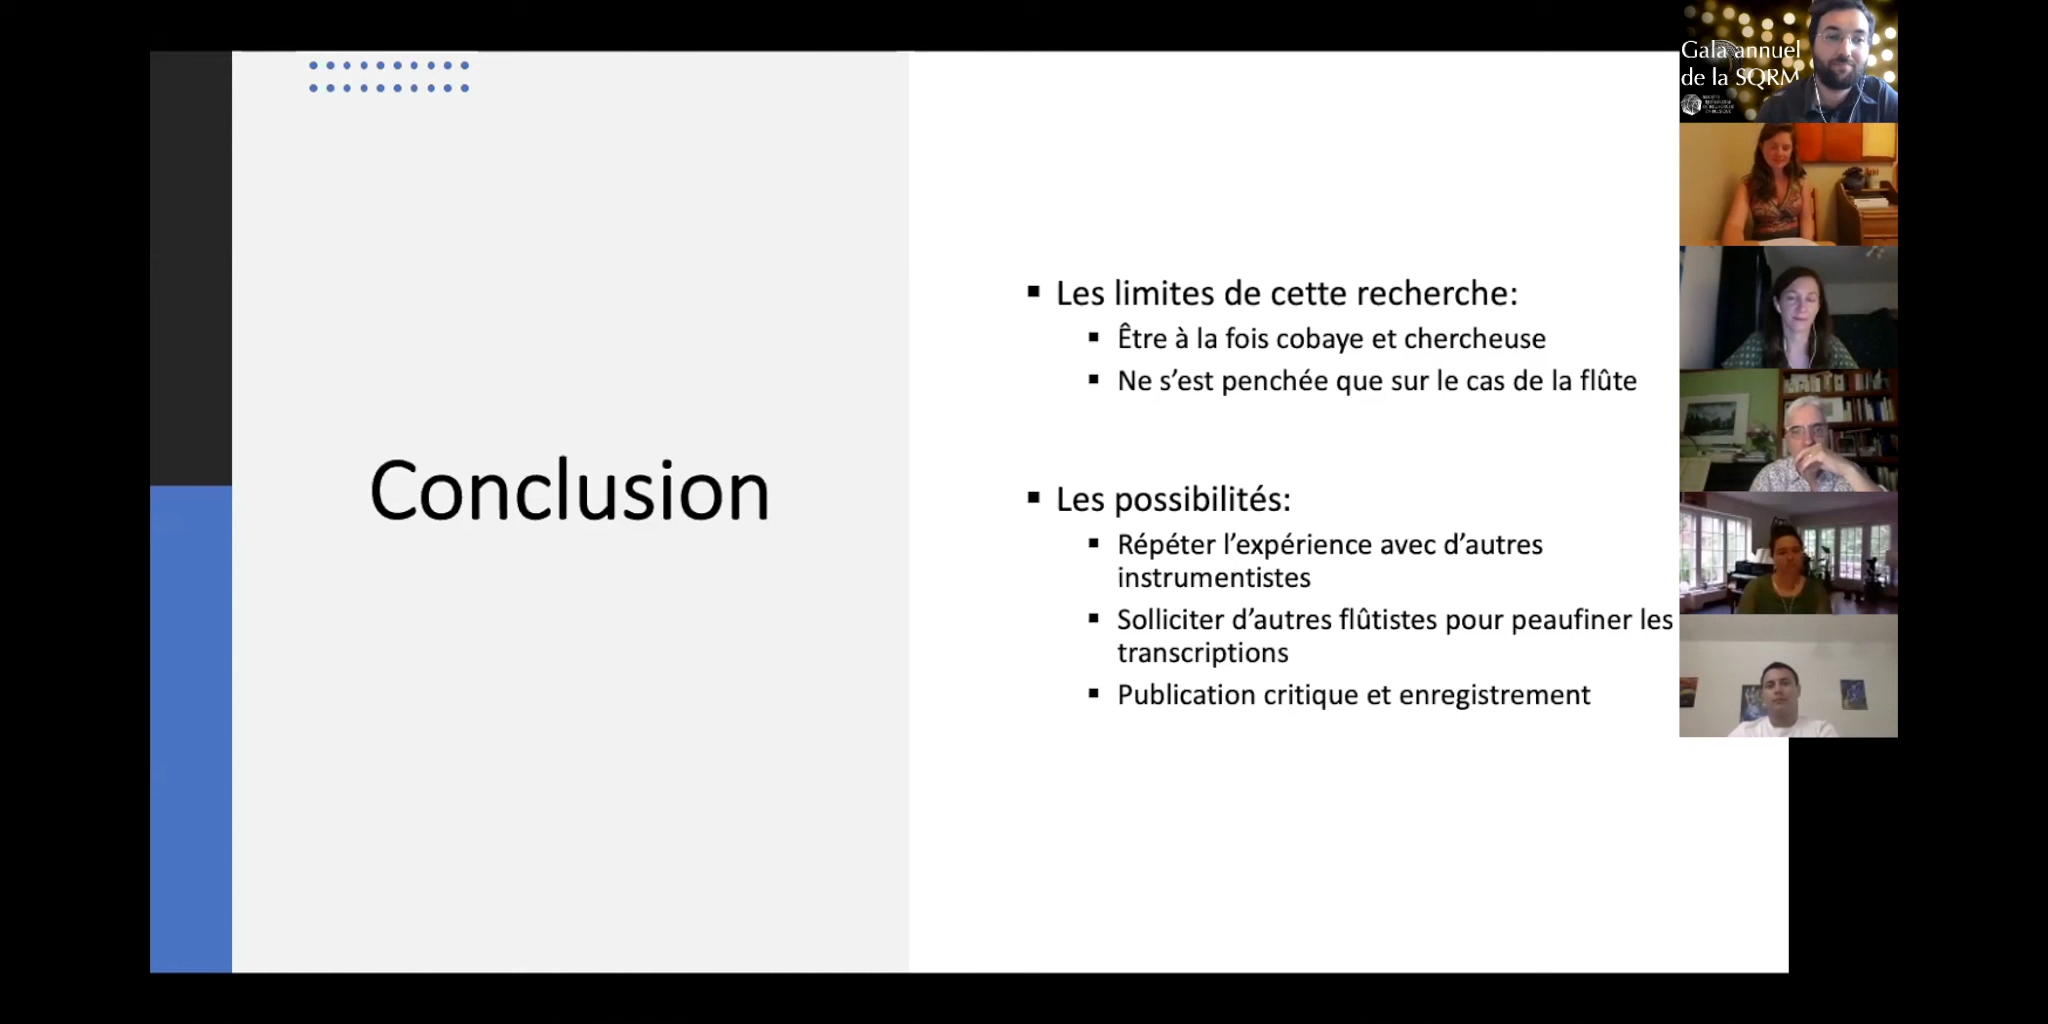 Gala annuel
de la SQRM
Conclusion
▪ Les limites de cette recherche:
▪ Être à la fois cobaye et chercheuse
▪ Ne s’est penchée que sur le cas de la flûte
▪ Les possibilités:
▪ Répéter l’expérience avec d’autres
instrumentistes
▪ Solliciter d’autres flûtistes pour peaufiner les
transcriptions
▪ Publication critique et enregistrement